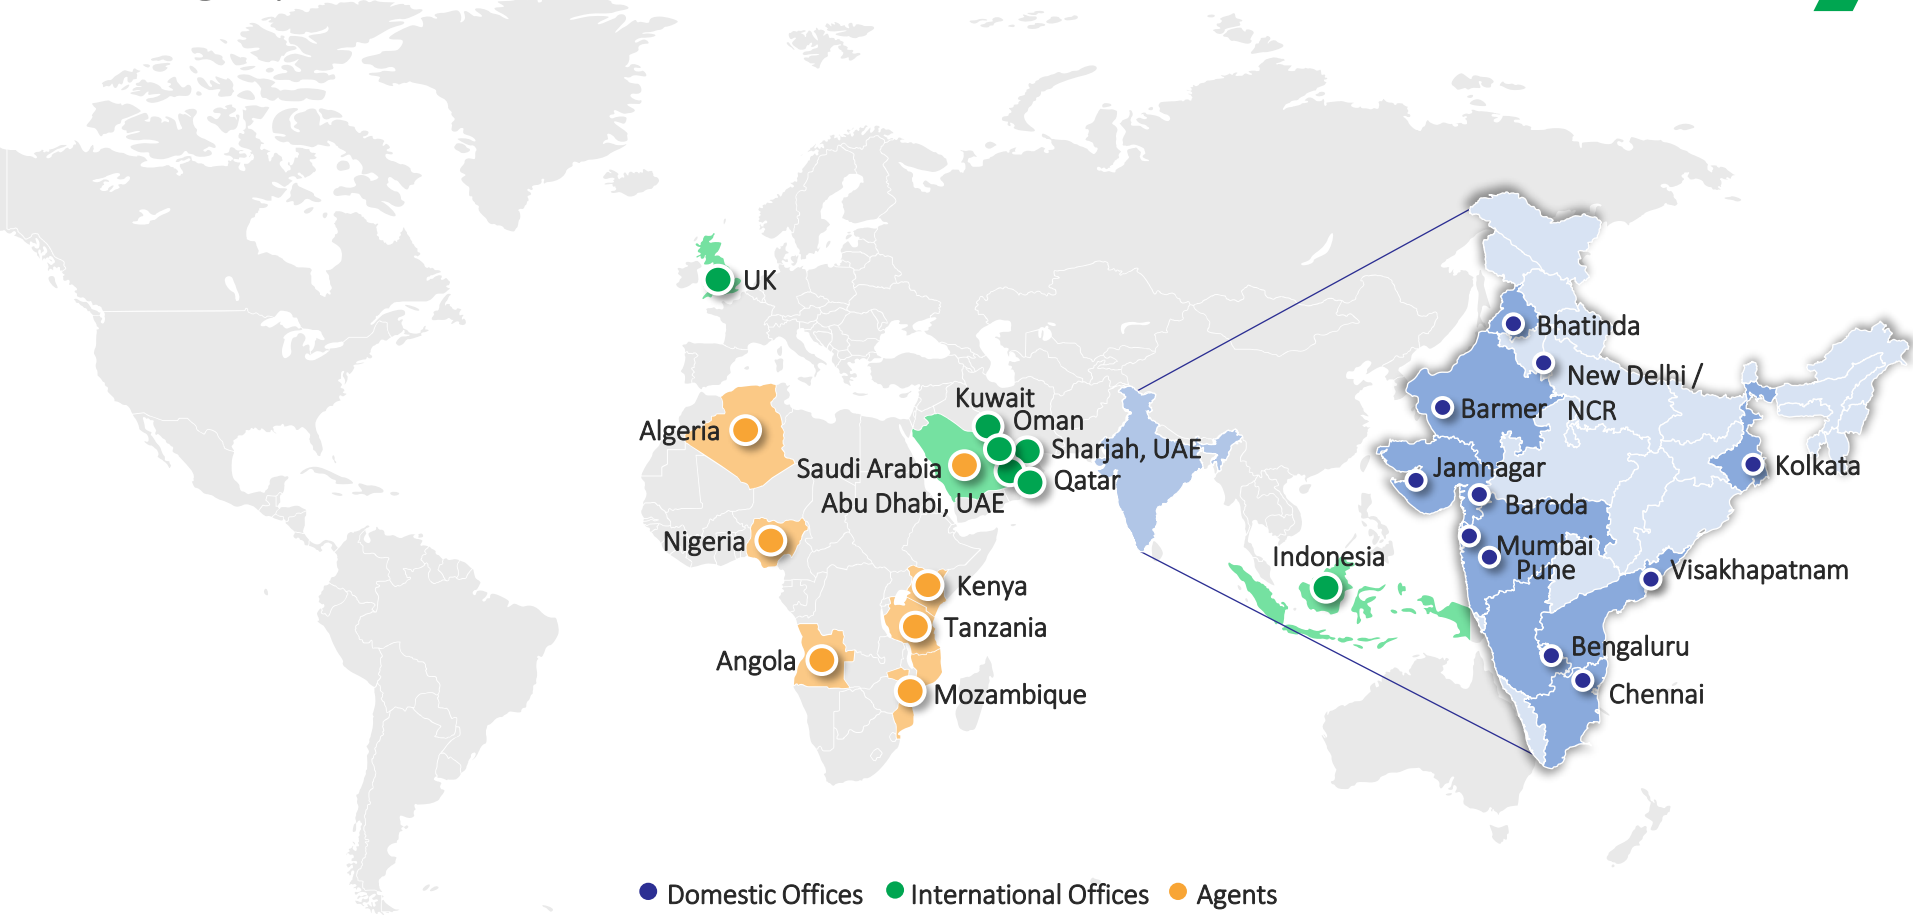 UK
Bhatinda
New Delhi /
NCR
Barmer
Kuwait
Oman
Algeria
Sharjah, UAE
Saudi Arabia
Qatar
Abu Dhabi, UAE
Jamnagar
Kolkata
Baroda
Nigeria
Mumbai
Pune
Indonesia
Visakhapatnam
Kenya
Tanzania
Angola
Bengaluru
Mozambique
Chennai
Domestic Offices
International Offices
Agents